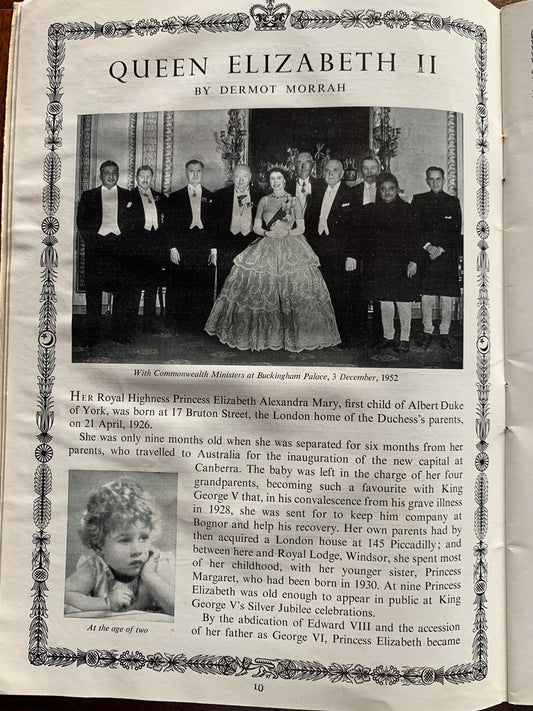 QUEEN ELIZABETH II
BY DERMOT MORRAH
With Commonwealth Ministers at Buckingham Palace, 3 December, 1952
HER Royal Highness Princess Elizabeth Alexandra Mary, first child of Albert Duke
of York, was born at 17 Bruton Street, the London home of the Duchess's parents,
on 21 April, 1926.
She was only nine months old when she was separated for six months from her
parents, who travelled to Australia for the inauguration of the new capital at
Canberra. The baby was left in the charge of her four
grandparents, becoming such a favourite with King
George V that, in his convalescence from his grave illness
in 1928, she was sent for to keep him company at
Bognor and help his recovery. Her own parents had by
then acquired a London house at 145 Piccadilly; and
between here and Royal Lodge, Windsor, she spent most
of her childhood, with her younger sister, Princess
Margaret, who had been born in 1930. At nine Princess
Elizabeth was old enough to appear in public at King
George V's Silver Jubilee celebrations.
By the abdication of Edward VIII and the accession
of her father as George VI, Princess Elizabeth became
At the age of two
10